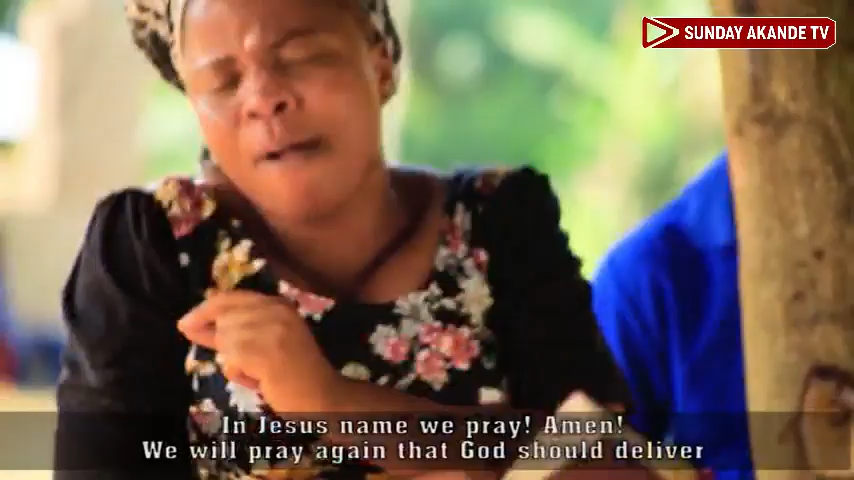 SUNDAY AKANDE TV
In Jesus name we pray! Amen!
We will pray again that God should deliver